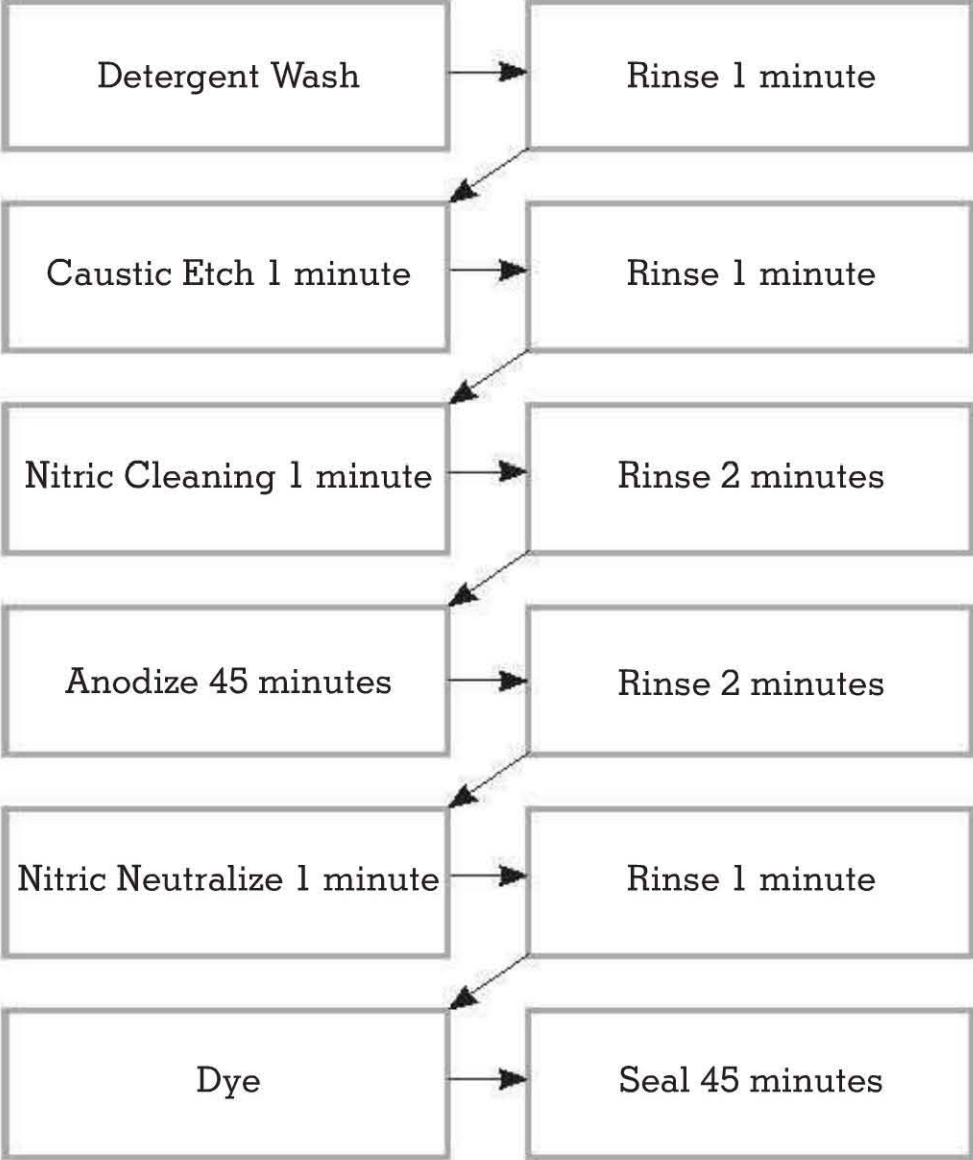 Detergent Wash
Rinse 1 minute
Caustic Etch 1 minute
Rinse 1 minute
Nitric Cleaning 1 minute
Rinse 2 minutes
Anodize 45 minutes
Rinse 2 minutes
Nitric Neutralize 1 minute
Rinse 1 minute
Dye
Seal 45 minutes